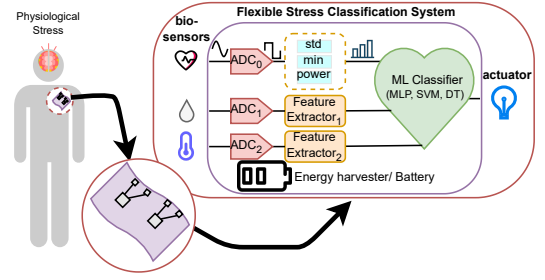 Physiological
Stress
Flexible Stress Classification System
bio-
sensors
ADC0
std
min
power
ML Classifier
(MLP, SVM, DT)
actuator
ADC1
Feature
Extractor1
ADC2
Feature
Extractor2
Energy harvester/ Battery